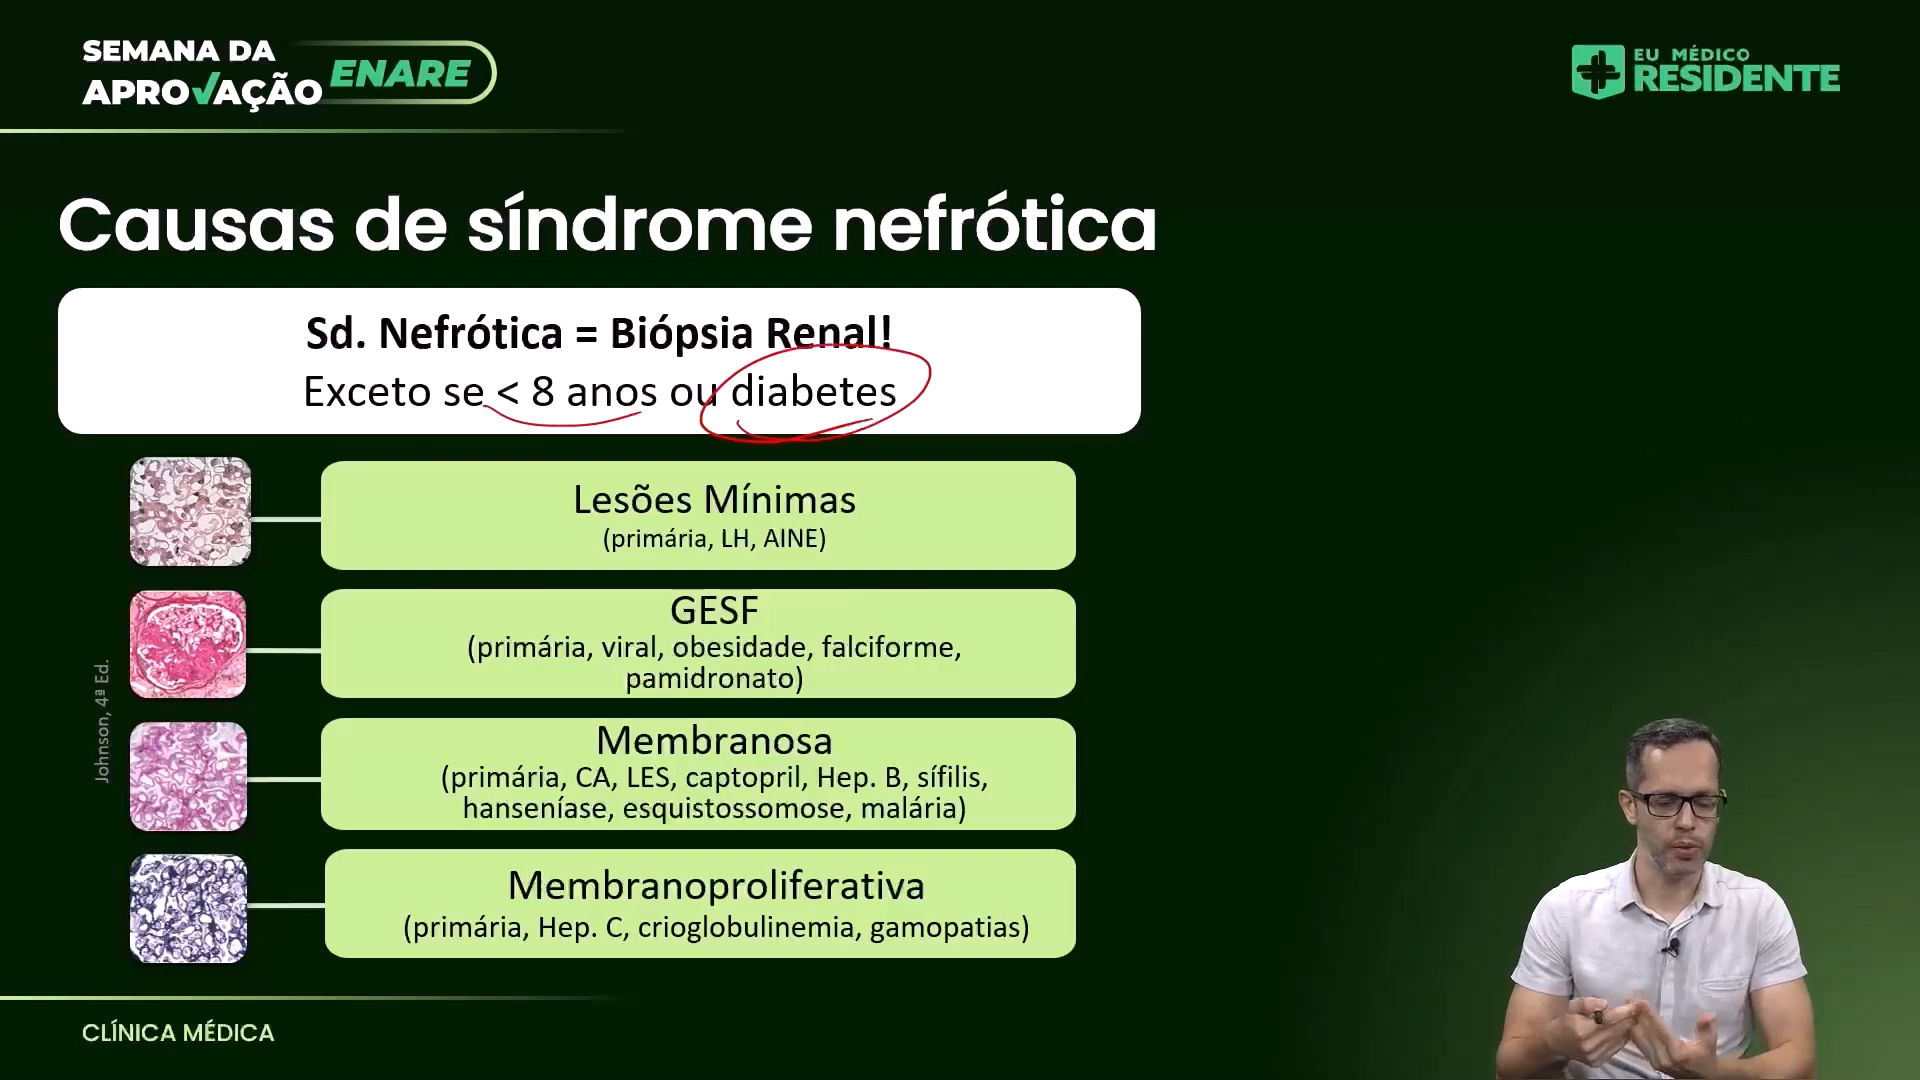 SEMANA DA
APROVAÇÃO ENARE
EU MÉDICO
RESIDENTE
Causas de síndrome nefrótica
Sd. Nefrótica = Biópsia Renal!
Exceto se < 8 anos ou diabetes
Lesões Mínimas
(primária, LH, AINE)
GESF
(primária, viral, obesidade, falciforme,
pamidronato)
Membranosa
(primária, CA, LES, captopril, Hep. B, sífilis,
hanseníase, esquistossomose, malária)
Membranoproliferativa
(primária, Hep. C, crioglobulinemia, gamopatias)
Johnson, 4ª Ed.
CLÍNICA MÉDICA